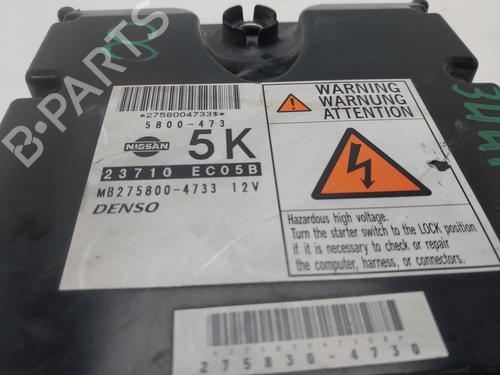 B-PARTS
*2758004733$*
5800-473
NISSAN
5K
23710 EC05B
MB275800-4733 12V
DENSO
WARNING
WARNUNG
ATTENTION
Hazardous high voltage.
Turn the starter switch to the LOCK position
if it is necessary to check or repair
the computer, harness, or connectors.
275830-4730